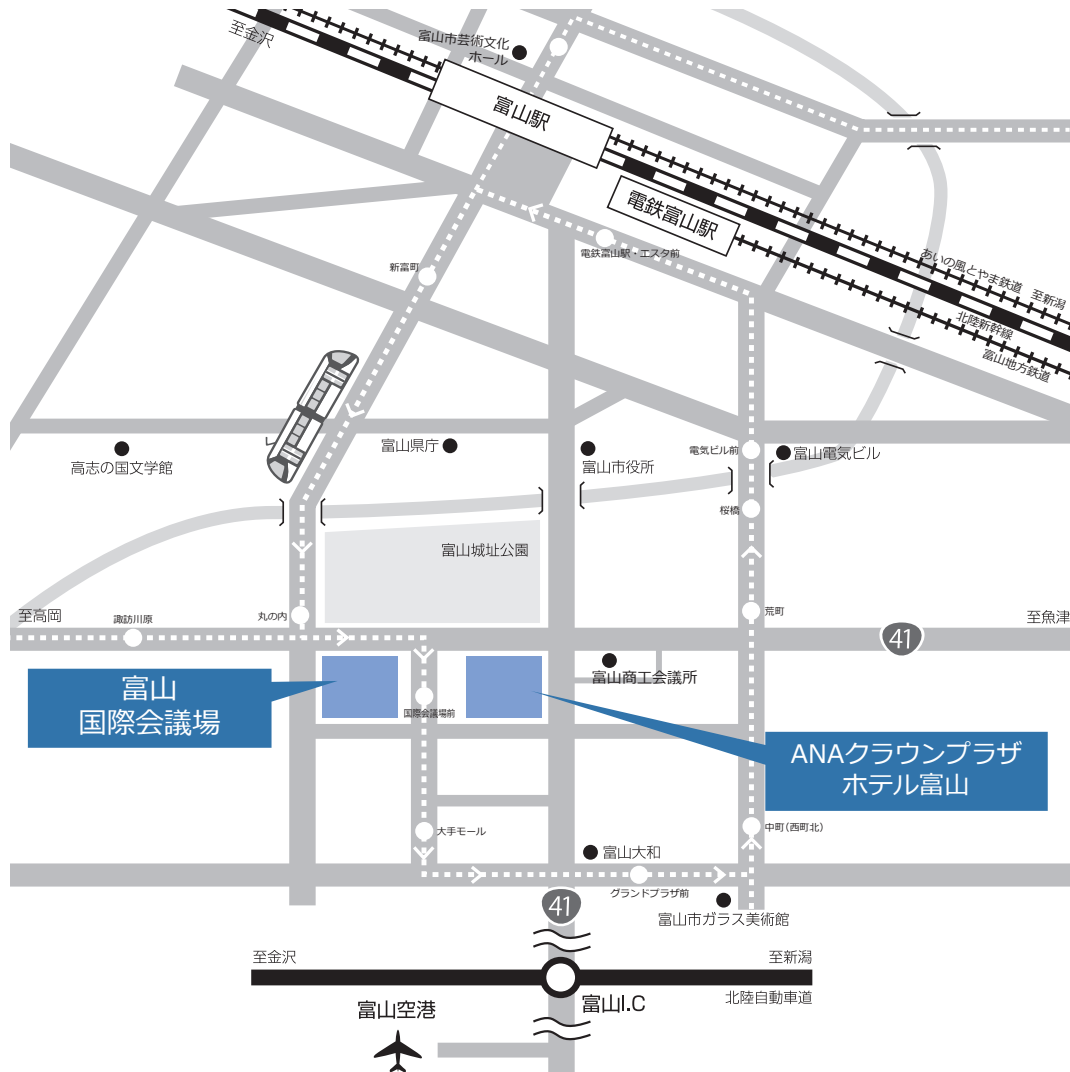 至金沢
富山市芸術文化
ホール
富山駅
電鉄富山駅
電鉄富山駅・エスタ前
あいの風とやま鉄道
至新潟
北陸新幹線
富山地方鉄道
新富町
高志の国文学館
富山県庁
富山市役所
電気ビル前
富山電気ビル
桜橋
富山城址公園
至高岡
諏訪川原
丸の内
荒町
至魚津
41
富山
国際会議場
国際会議場前
富山商工会議所
ANAクラウンプラザ
ホテル富山
大手モール
中町(西町北)
富山大和
グランドプラザ前
富山市ガラス美術館
41
至金沢
至新潟
北陸自動車道
富山I.C
富山空港